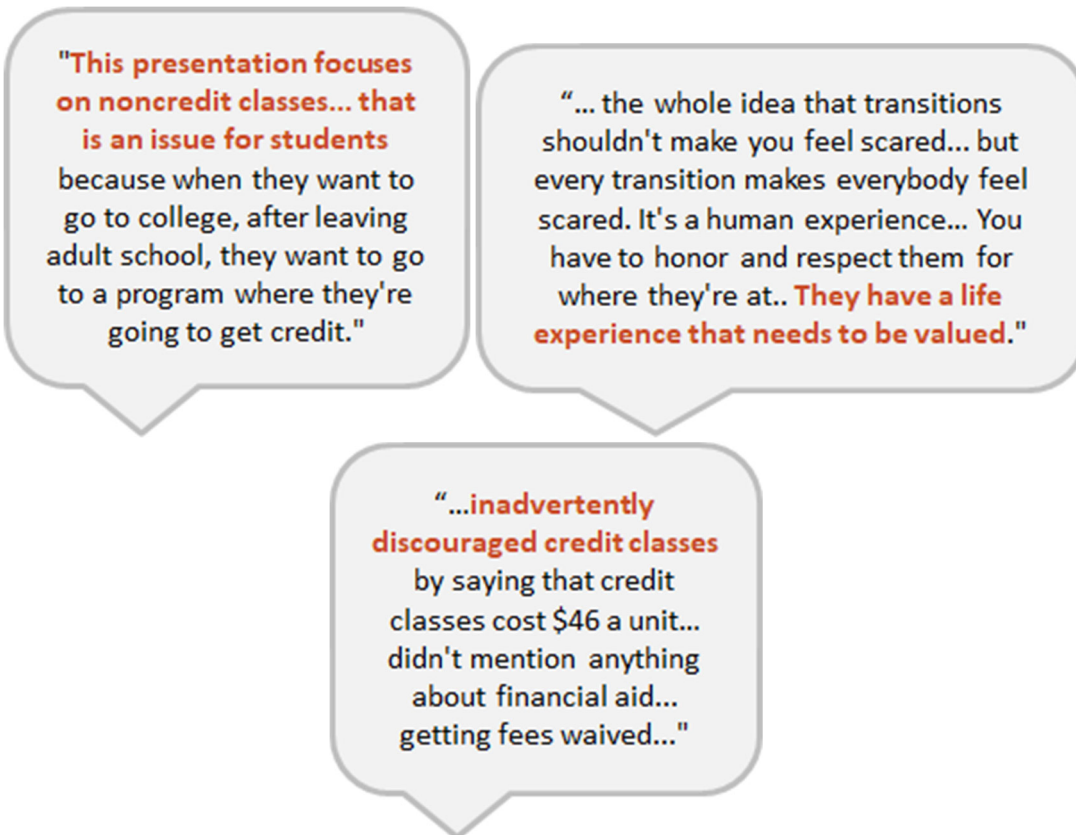 "This presentation focuses
on noncredit classes... that
is an issue for students
because when they want to
go to college, after leaving
adult school, they want to go
to a program where they're
going to get credit."
“... the whole idea that transitions
shouldn't make you feel scared... but
every transition makes everybody feel
scared. It's a human experience... You
have to honor and respect them for
where they're at.. They have a life
experience that needs to be valued."
“...inadvertently
discouraged credit classes
by saying that credit
classes cost $46 a unit...
didn't mention anything
about financial aid...
getting fees waived..."